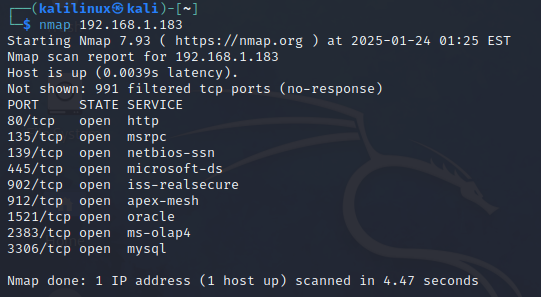 ┌──(kalilinux㉿kali)-[~]
└─$ nmap 192.168.1.183
Starting Nmap 7.93 ( https://nmap.org ) at 2025-01-24 01:25 EST
Nmap scan report for 192.168.1.183
Host is up (0.0039s latency).
Not shown: 991 filtered tcp ports (no-response)
PORT     STATE SERVICE
80/tcp   open  http
135/tcp  open  msrpc
139/tcp  open  netbios-ssn
445/tcp  open  microsoft-ds
902/tcp  open  iss-realsecure
912/tcp  open  apex-mesh
1521/tcp open  oracle
2383/tcp open  ms-olap4
3306/tcp open  mysql
Nmap done: 1 IP address (1 host up) scanned in 4.47 seconds